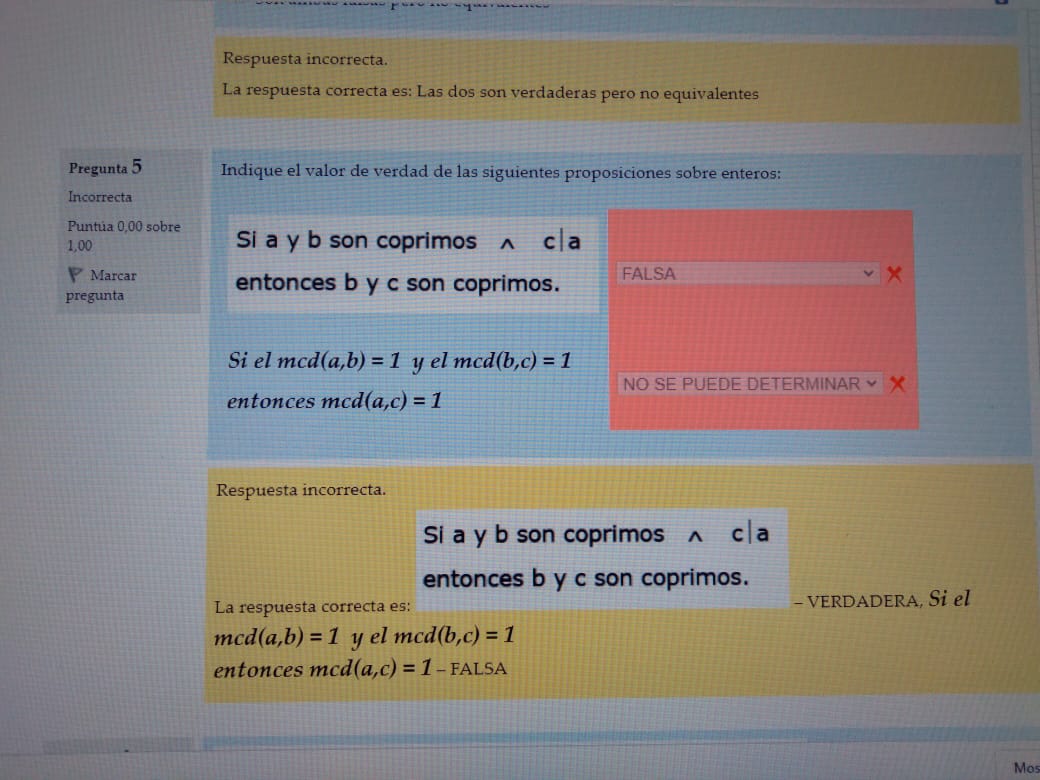 Respuesta incorrecta.
La respuesta correcta es: Las dos son verdaderas pero no equivalentes
Pregunta 5
Incorrecta
Puntúa 0,00 sobre
1,00
Marcar
pregunta
Indique el valor de verdad de las siguientes proposiciones sobre enteros:
Si a y b son coprimos ∧ c|a
entonces b y c son coprimos.
FALSA
Si el mcd(a,b) = 1 y el mcd(b,c) = 1
entonces mcd(a,c) = 1
NO SE PUEDE DETERMINAR
Respuesta incorrecta.
Si a y b son coprimos ∧ c|a
entonces b y c son coprimos.
La respuesta correcta es:
– VERDADERA, Si el
mcd(a,b) = 1 y el mcd(b,c) = 1
entonces mcd(a,c) = 1 – FALSA
Mos